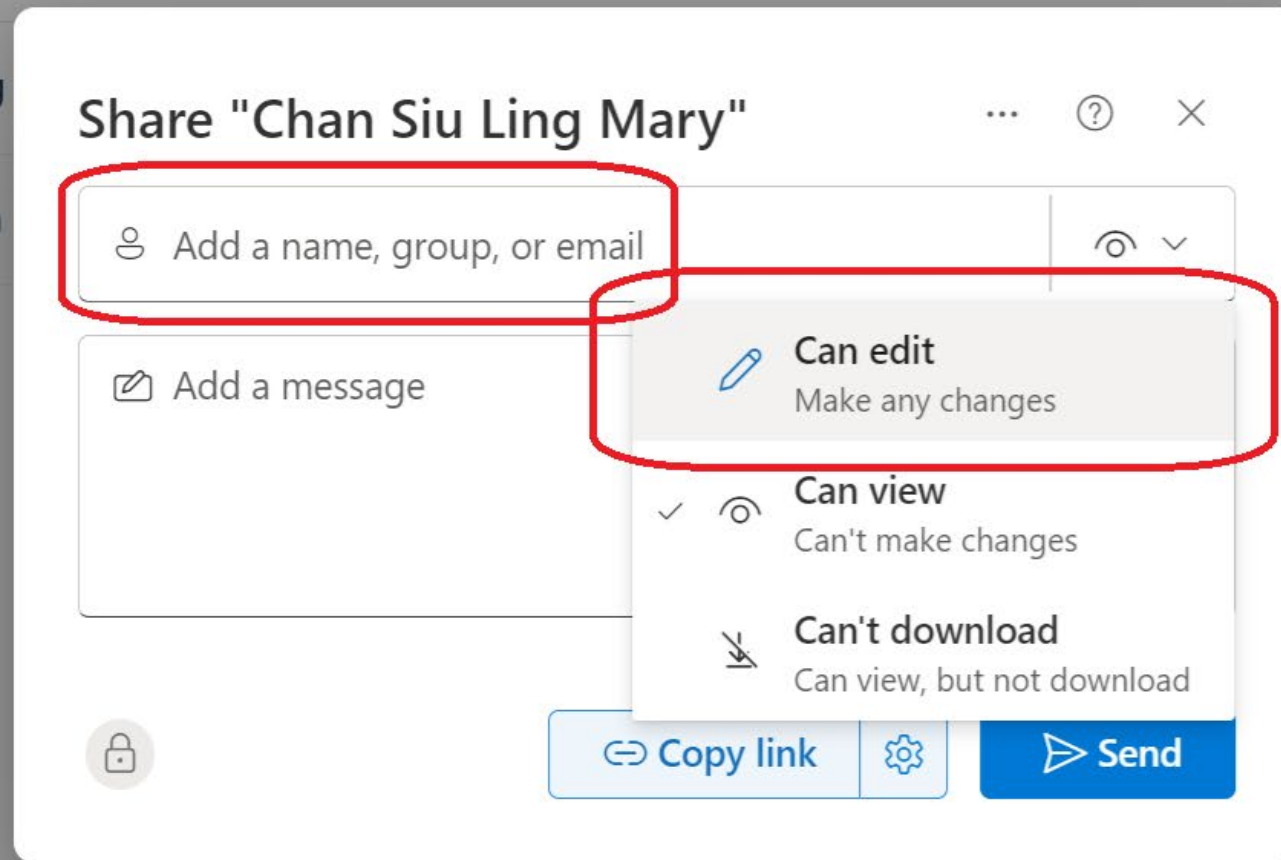 Share "Chan Siu Ling Mary"
Add a name, group, or email
Add a message
Can edit
Make any changes
Can view
Can't make changes
Can't download
Can view, but not download
Copy link
Send